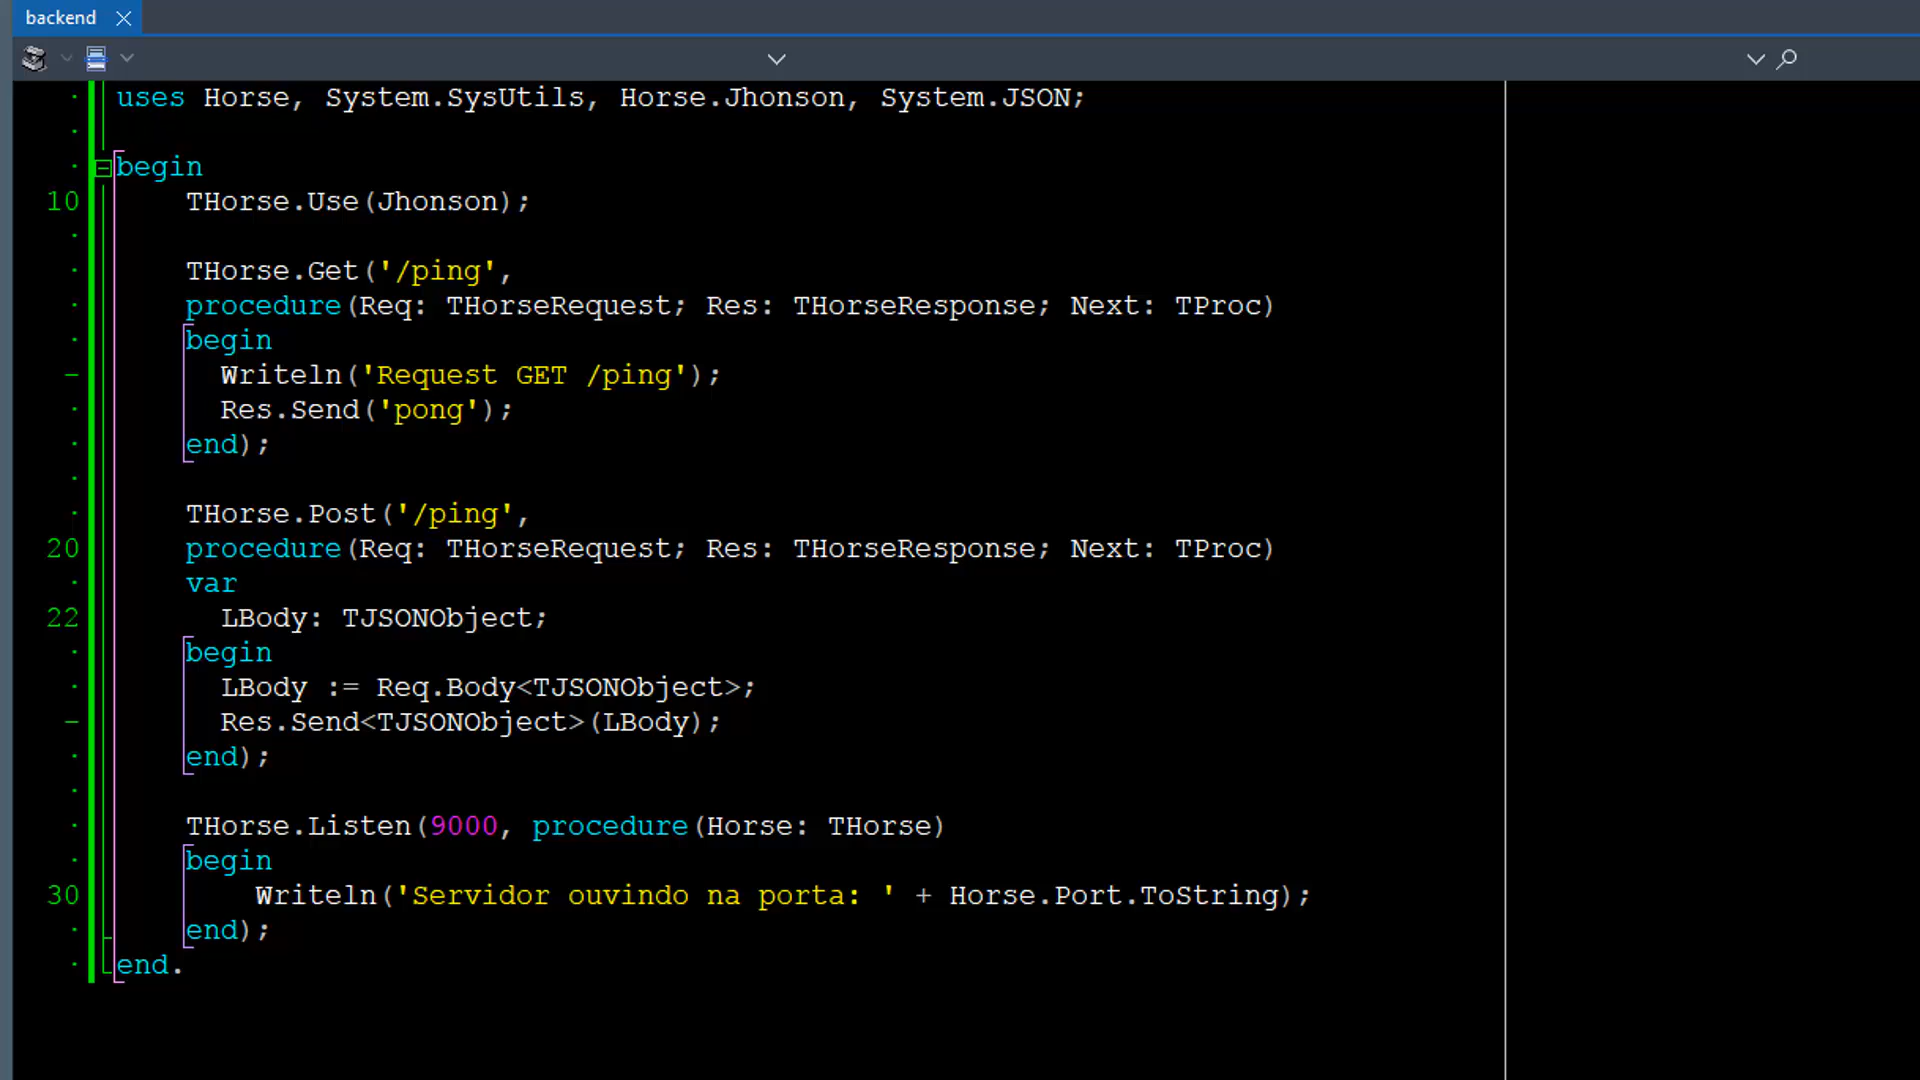 backend
uses Horse, System.SysUtils, Horse.Jhonson, System.JSON;
begin
10 THorse.Use(Jhonson);
THorse.Get('/ping',
procedure(Req: THorseRequest; Res: THorseResponse; Next: TProc)
begin
Writeln('Request GET /ping');
Res.Send('pong');
end);
THorse.Post('/ping',
20 procedure(Req: THorseRequest; Res: THorseResponse; Next: TProc)
var
22 LBody: TJSONObject;
begin
LBody := Req.Body<TJSONObject>;
Res.Send<TJSONObject>(LBody);
end);
THorse.Listen(9000, procedure(Horse: THorse)
begin
30 Writeln('Servidor ouvindo na porta: ' + Horse.Port.ToString);
end);
end.